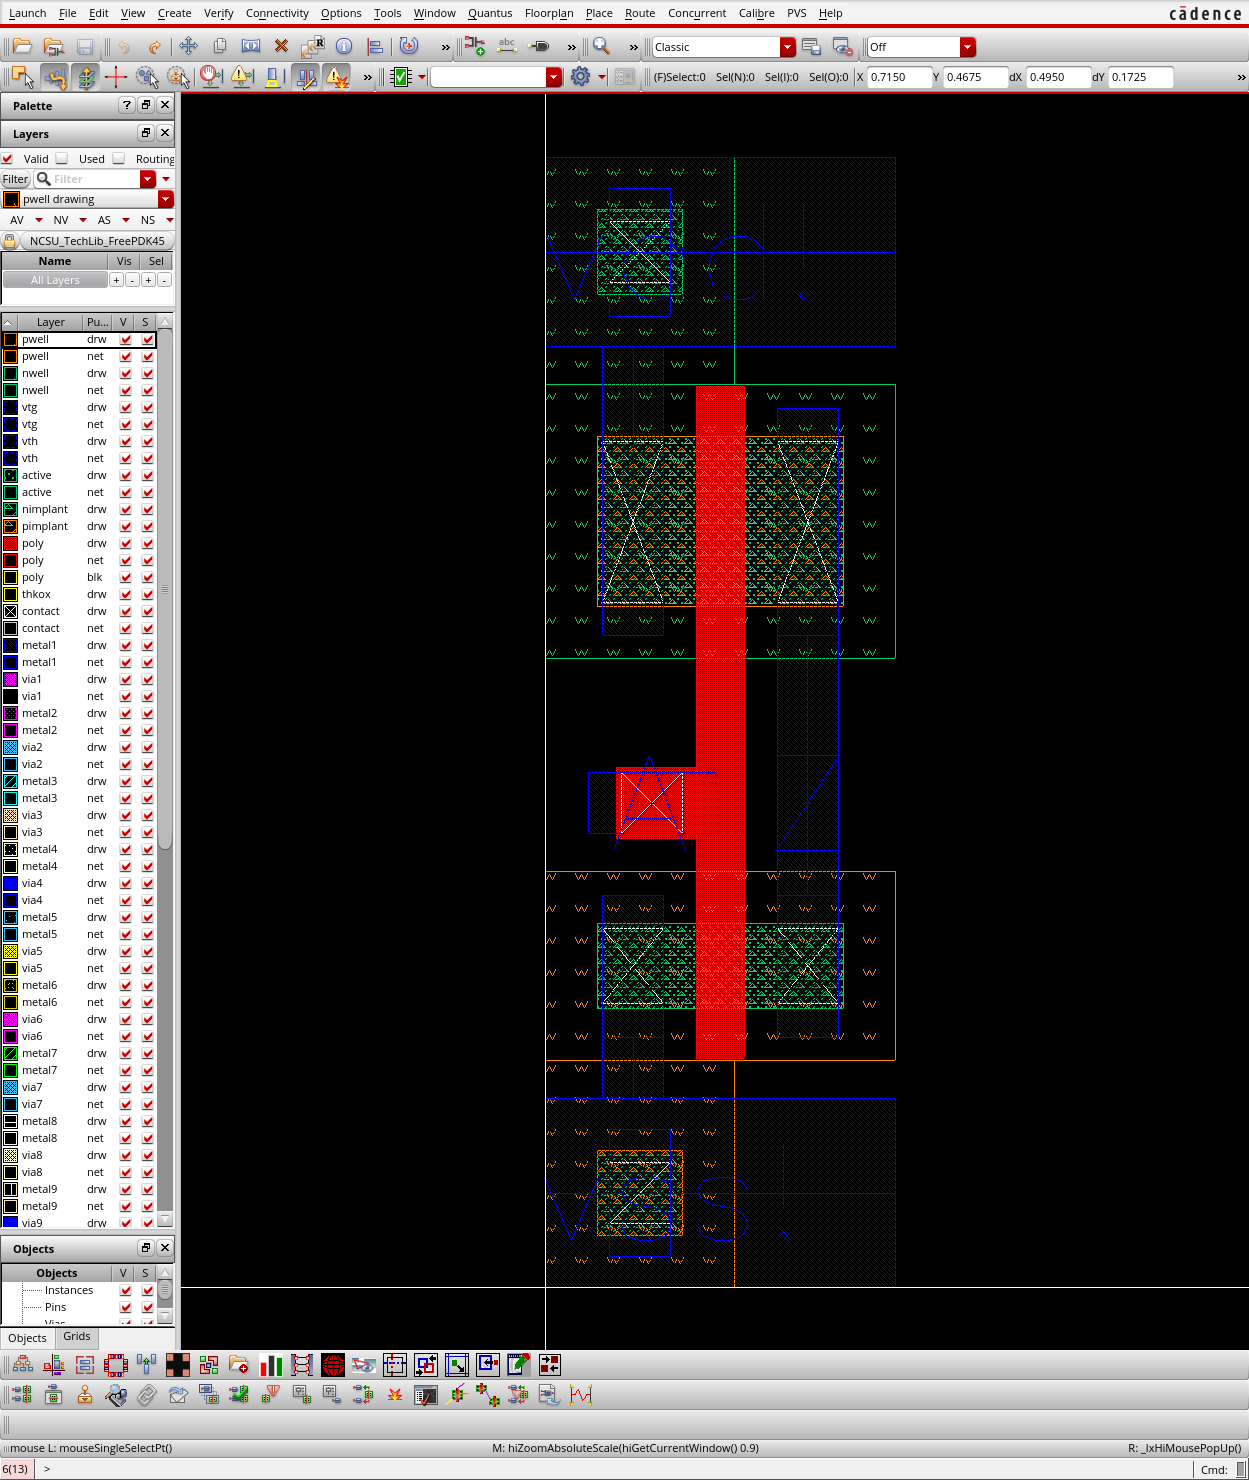 Launch File Edit View Create Verify Connectivity Options Tools Window Quantus Floorplan Place Route Concurrent Calibre PVS Help cādence
abc » » » Classic Off
» (F)Select:0 Sel(N):0 Sel(I):0 Sel(O):0 X 0.7150 Y 0.4675 dX 0.4950 dY 0.1725 »
Palette ?
Layers
Valid Used Routing
Filter Filter
pwell drawing
AV NV AS NS
NCSU_TechLib_FreePDK45
Name Vis Sel
All Layers + - + -
Layer Pu... V S
pwell drw
pwell net
nwell drw
nwell net
vtg drw
vtg net
vth drw
vth net
active drw
active net
nimplant drw
pimplant drw
poly drw
poly net
poly blk
thkox drw
contact drw
contact net
metal1 drw
metal1 net
via1 drw
via1 net
metal2 drw
metal2 net
via2 drw
via2 net
metal3 drw
metal3 net
via3 drw
via3 net
metal4 drw
metal4 net
via4 drw
via4 net
metal5 drw
metal5 net
via5 drw
via5 net
metal6 drw
metal6 net
via6 drw
via6 net
metal7 drw
metal7 net
via7 drw
via7 net
metal8 drw
metal8 net
via8 drw
via8 net
metal9 drw
metal9 net
via9 drw
A
Objects
Objects V S
Instances
Pins
Vias
Objects Grids
mouse L: mouseSingleSelectPt() M: hiZoomAbsoluteScale(hiGetCurrentWindow() 0.9) R: _lxHiMousePopUp()
6(13) > Cmd: